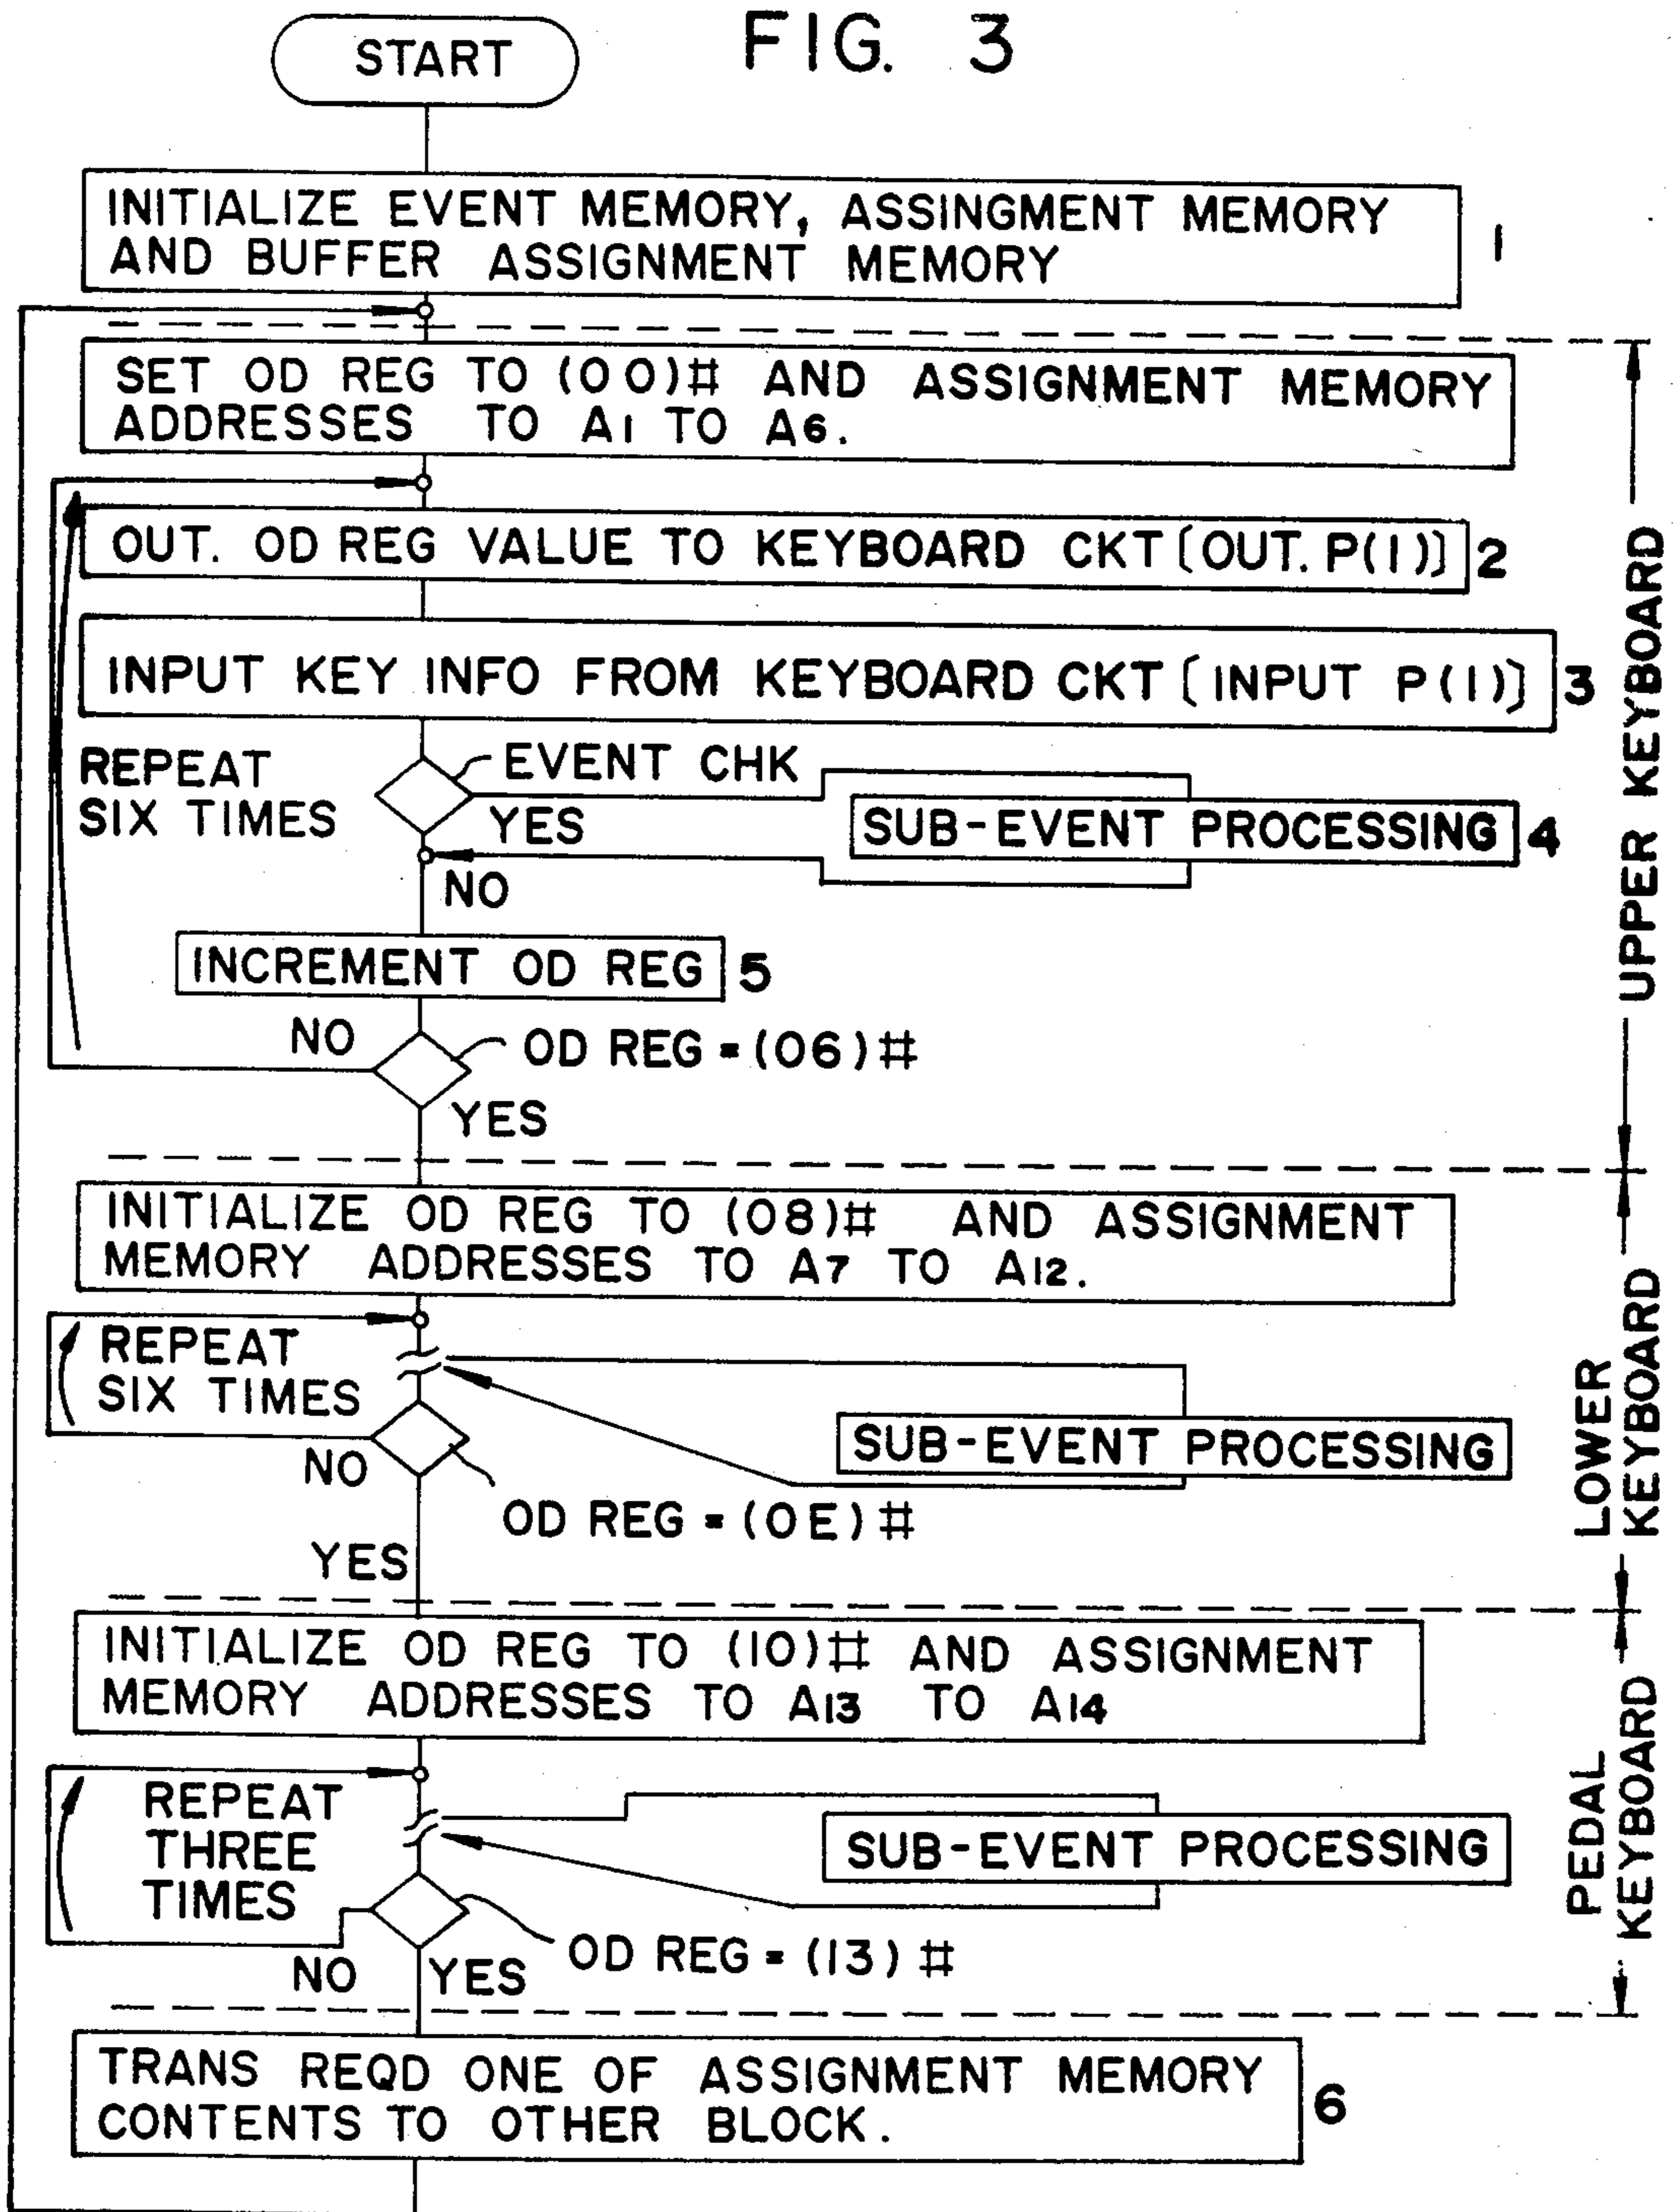 FIG. 3
START
INITIALIZE EVENT MEMORY, ASSINGMENT MEMORY
AND BUFFER ASSIGNMENT MEMORY
1
SET OD REG TO (00)# AND ASSIGNMENT MEMORY
ADDRESSES TO A1 TO A6.
OUT. OD REG VALUE TO KEYBOARD CKT [OUT. P(1)]
2
INPUT KEY INFO FROM KEYBOARD CKT [INPUT P(1)]
3
REPEAT
SIX TIMES
EVENT CHK
YES
SUB-EVENT PROCESSING
4
NO
INCREMENT OD REG
5
NO
OD REG = (06)#
YES
UPPER KEYBOARD
INITIALIZE OD REG TO (08)# AND ASSIGNMENT
MEMORY ADDRESSES TO A7 TO A12.
REPEAT
SIX TIMES
NO
SUB-EVENT PROCESSING
OD REG = (0E)#
YES
LOWER
KEYBOARD
INITIALIZE OD REG TO (10)# AND ASSIGNMENT
MEMORY ADDRESSES TO A13 TO A14
REPEAT
THREE
TIMES
SUB-EVENT PROCESSING
NO
YES
OD REG = (13)#
PEDAL
KEYBOARD
TRANS REQD ONE OF ASSIGNMENT MEMORY
CONTENTS TO OTHER BLOCK.
6